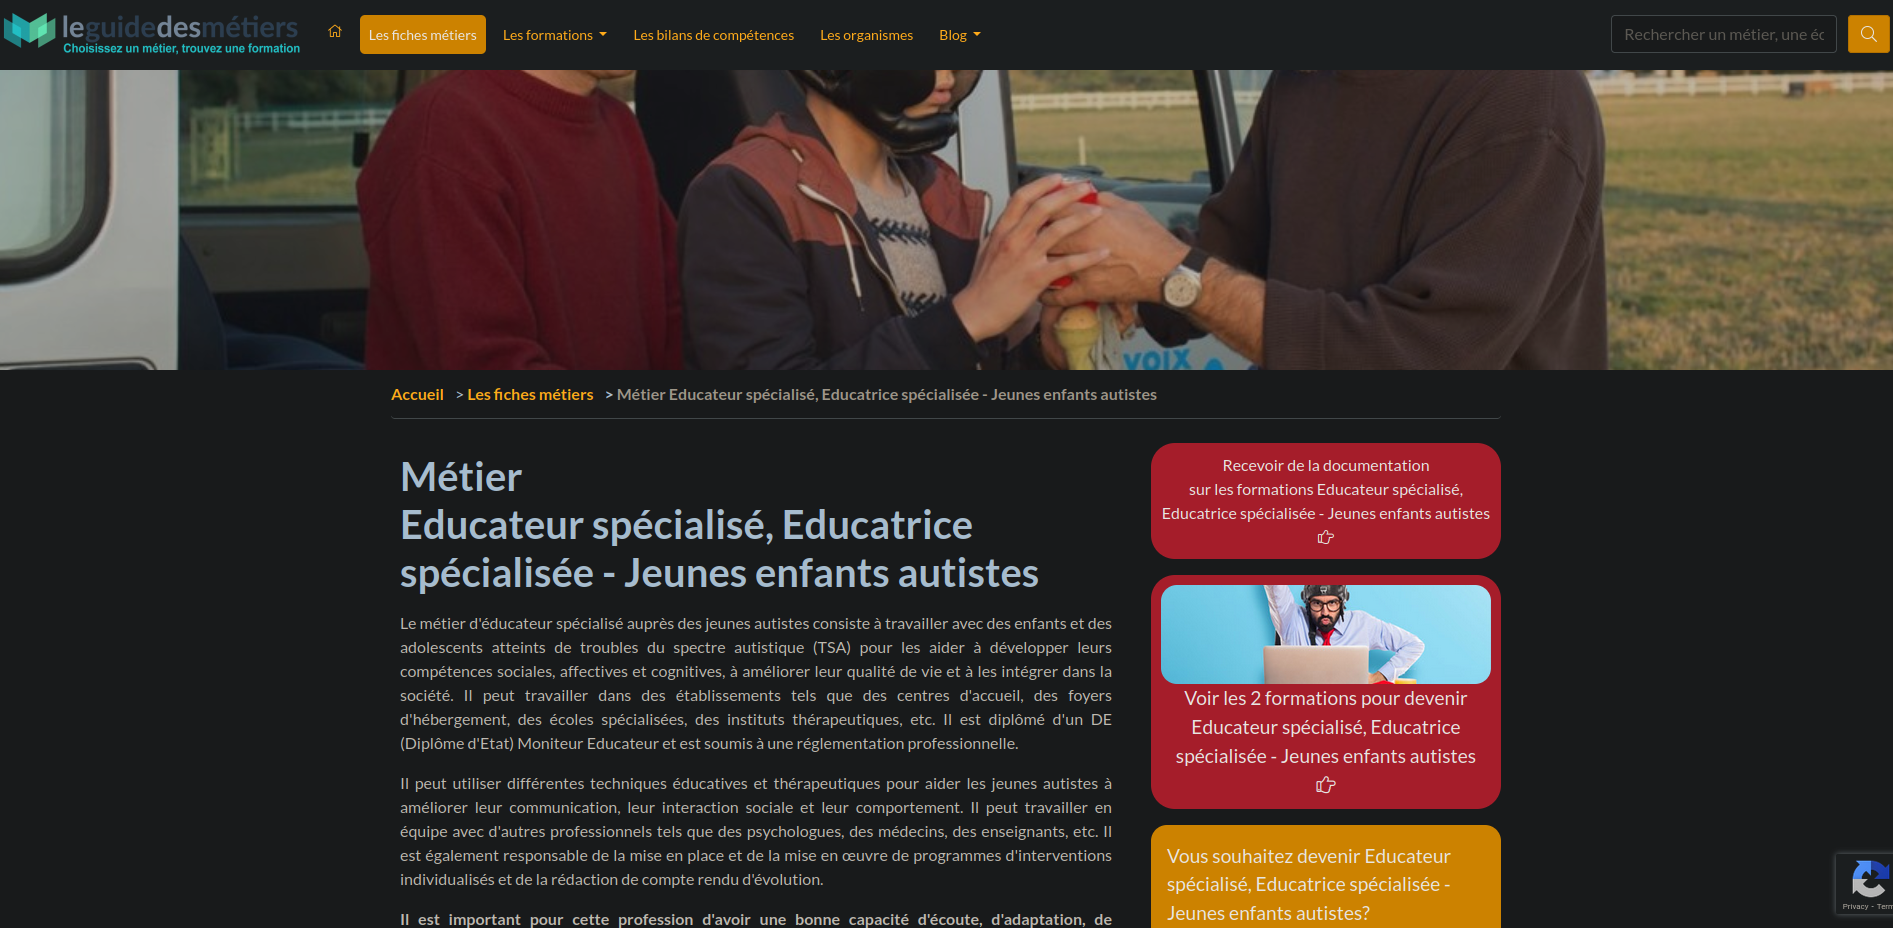 leguidedesmétiers
Choisissez un métier, trouvez une formation
Les fiches métiers
Les formations
Les bilans de compétences
Les organismes
Blog
Rechercher un métier, une éc
VOIX
Accueil > Les fiches métiers > Métier Educateur spécialisé, Educatrice spécialisée - Jeunes enfants autistes
Métier
Educateur spécialisé, Educatrice
spécialisée - Jeunes enfants autistes
Le métier d'éducateur spécialisé auprès des jeunes autistes consiste à travailler avec des enfants et des
adolescents atteints de troubles du spectre autistique (TSA) pour les aider à développer leurs
compétences sociales, affectives et cognitives, à améliorer leur qualité de vie et à les intégrer dans la
société. Il peut travailler dans des établissements tels que des centres d'accueil, des foyers
d'hébergement, des écoles spécialisées, des instituts thérapeutiques, etc. Il est diplômé d'un DE
(Diplôme d'Etat) Moniteur Educateur et est soumis à une réglementation professionnelle.
Il peut utiliser différentes techniques éducatives et thérapeutiques pour aider les jeunes autistes à
améliorer leur communication, leur interaction sociale et leur comportement. Il peut travailler en
équipe avec d'autres professionnels tels que des psychologues, des médecins, des enseignants, etc. Il
est également responsable de la mise en place et de la mise en œuvre de programmes d'interventions
individualisés et de la rédaction de compte rendu d'évolution.
Il est important pour cette profession d'avoir une bonne capacité d'écoute, d'adaptation, de
Recevoir de la documentation
sur les formations Educateur spécialisé,
Educatrice spécialisée - Jeunes enfants autistes
Voir les 2 formations pour devenir
Educateur spécialisé, Educatrice
spécialisée - Jeunes enfants autistes
Vous souhaitez devenir Educateur
spécialisé, Educatrice spécialisée -
Jeunes enfants autistes?
Privacy - Term